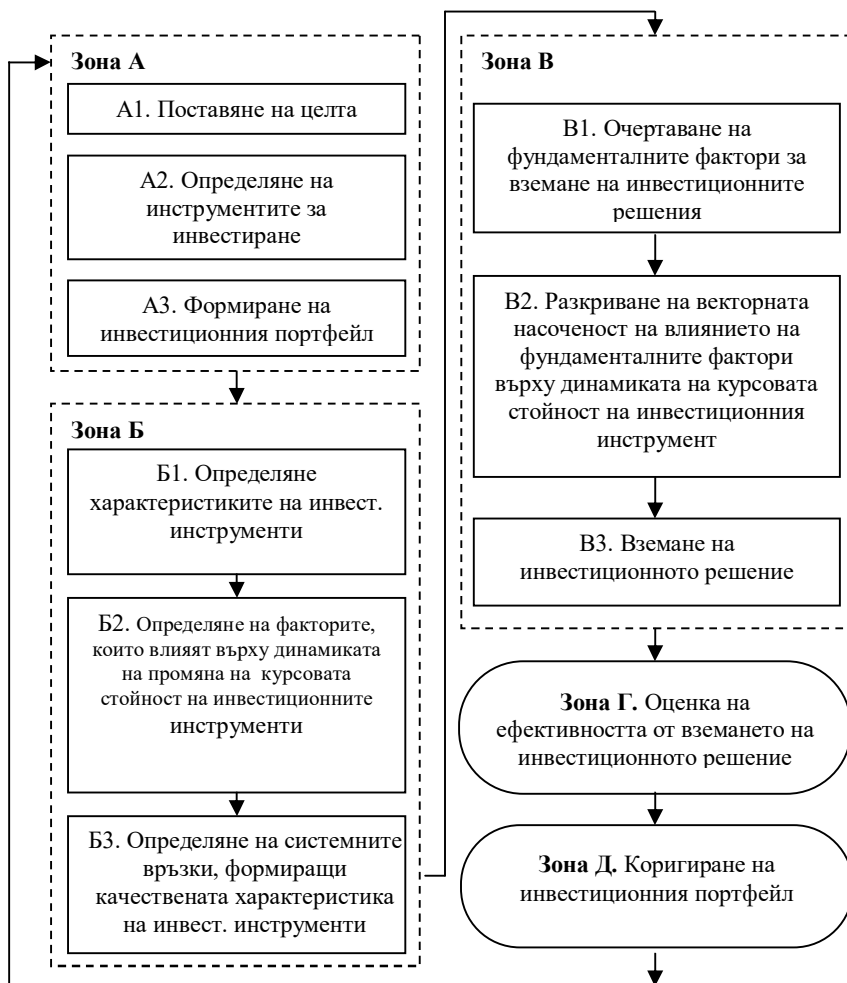 Зона А
А1. Поставяне на целта
А2. Определяне на
инструментите за
инвестиране
А3. Формиране на
инвестиционния портфейл
Зона Б
Б1. Определяне
характеристиките на инвест.
инструменти
Б2. Определяне на факторите,
които влияят върху динамиката
на промяна на курсовата
стойност на инвестиционните
инструменти
Б3. Определяне на системните
връзки, формиращи
качествената характеристика
на инвест. инструменти
Зона В
В1. Очертаване на
фундаменталните фактори за
вземане на инвестиционните
решения
В2. Разкриване на векторната
насоченост на влиянието на
фундаменталните фактори
върху динамиката на курсовата
стойност на инвестиционния
инструмент
В3. Вземане на
инвестиционното решение
Зона Г. Оценка на
ефективността от вземането на
инвестиционното решение
Зона Д. Коригиране на
инвестиционния портфейл